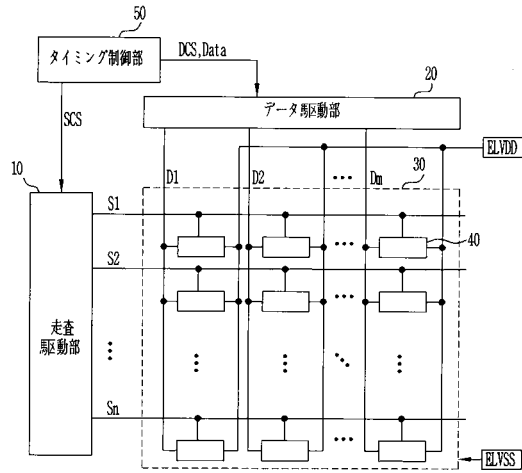 50
タイミング制御部
DCS,Data
20
データ駆動部
SCS
ELVDD
10
D1
D2
Dm
30
S1
40
S2
走査
駆動部
Sn
ELVSS